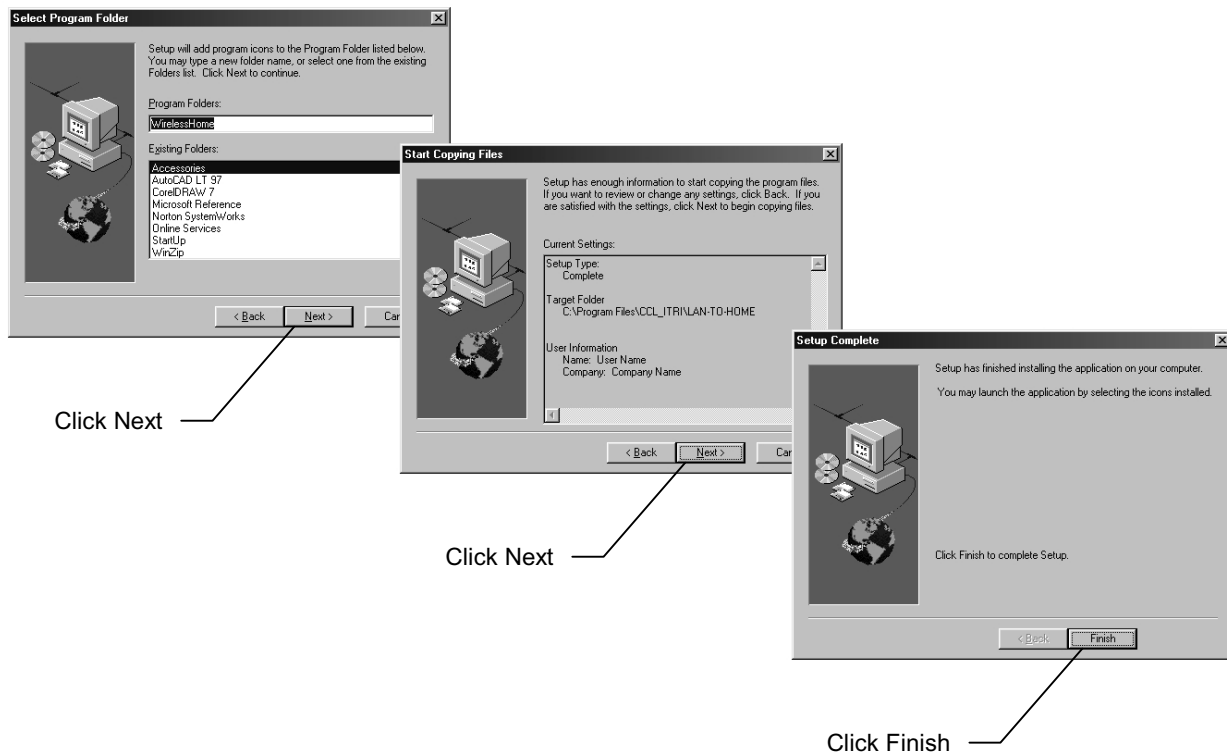 Select Program Folder
Setup will add program icons to the Program Folder listed below.
You may type a new folder name, or select one from the existing
Folders list. Click Next to continue.
Program Folders:
WirelessHome
Existing Folders:
Accessories
AutoCAD LT 97
CorelDRAW 7
Microsoft Reference
Norton SystemWorks
Online Services
StartUp
WinZip
< Back
Next >
Can
Click Next
Start Copying Files
Setup has enough information to start copying the program files.
If you want to review or change any settings, click Back. If you
are satisfied with the settings, click Next to begin copying files.
Current Settings:
Setup Type:
Complete
Target Folder
C:\Program Files\CCL_ITRI\LAN-TO-HOME
User Information
Name: User Name
Company: Company Name
< Back
Next >
Can
Click Next
Setup Complete
Setup has finished installing the application on your computer.
You may launch the application by selecting the icons installed.
Click Finish to complete Setup.
< Back
Finish
Click Finish